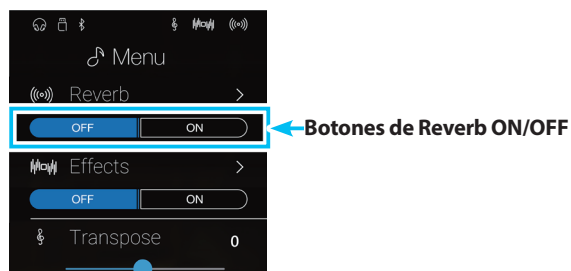 Menu
Reverb
OFF ON
Botones de Reverb ON/OFF
Effects
OFF ON
Transpose 0